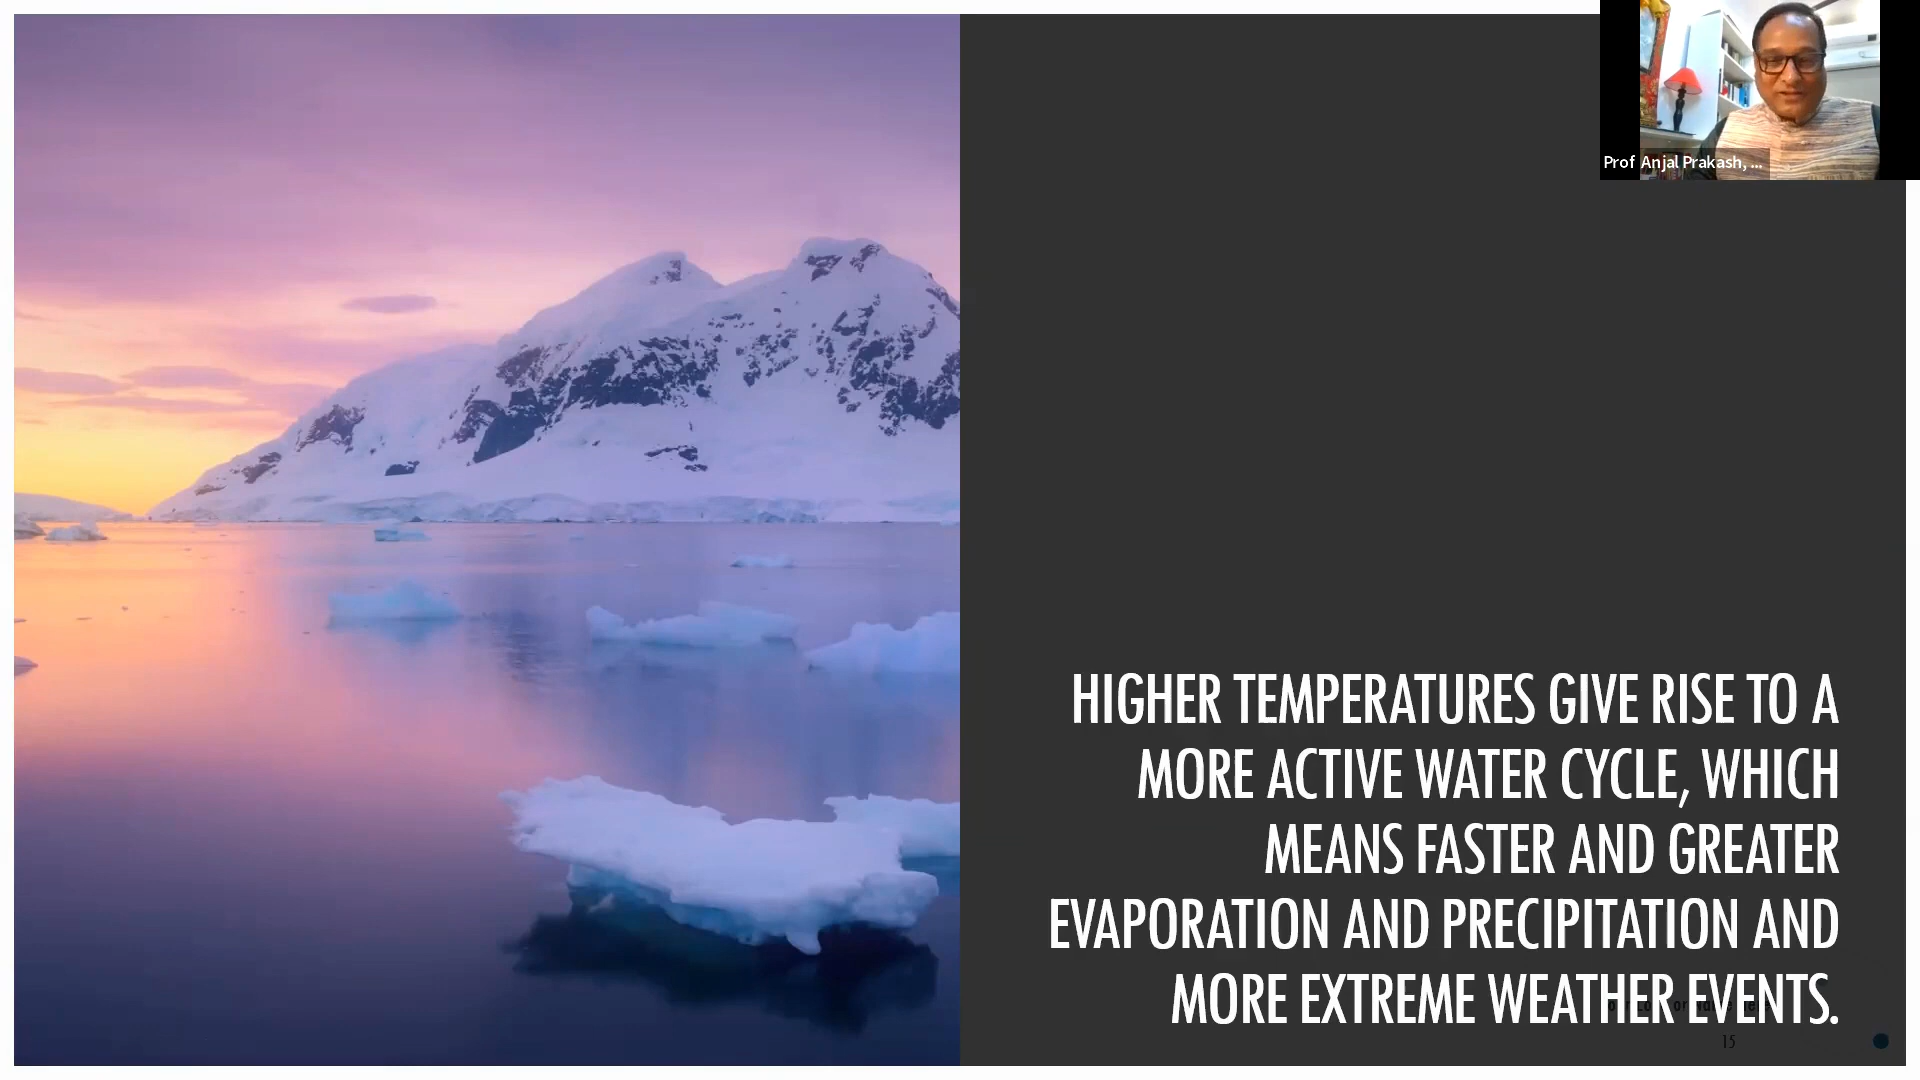 Prof Anjal Prakash, ...
HIGHER TEMPERATURES GIVE RISE TO A
MORE ACTIVE WATER CYCLE, WHICH
MEANS FASTER AND GREATER
EVAPORATION AND PRECIPITATION AND
MORE EXTREME WEATHER EVENTS.
15